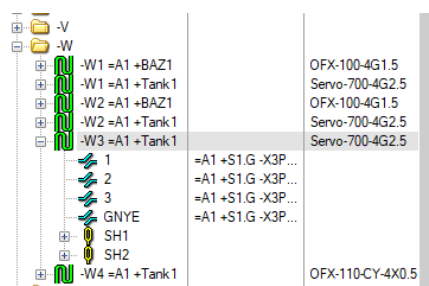 -V
-W
-W1 =A1 +BAZ1 OFX-100-4G1.5
-W1 =A1 +Tank1 Servo-700-4G2.5
-W2 =A1 +BAZ1 OFX-100-4G1.5
-W2 =A1 +Tank1 Servo-700-4G2.5
-W3 =A1 +Tank1 Servo-700-4G2.5
1 =A1 +S1.G -X3P...
2 =A1 +S1.G -X3P...
3 =A1 +S1.G -X3P...
GNYE =A1 +S1.G -X3P...
SH1
SH2
-W4 =A1 +Tank1 OFX-110-CY-4X0.5